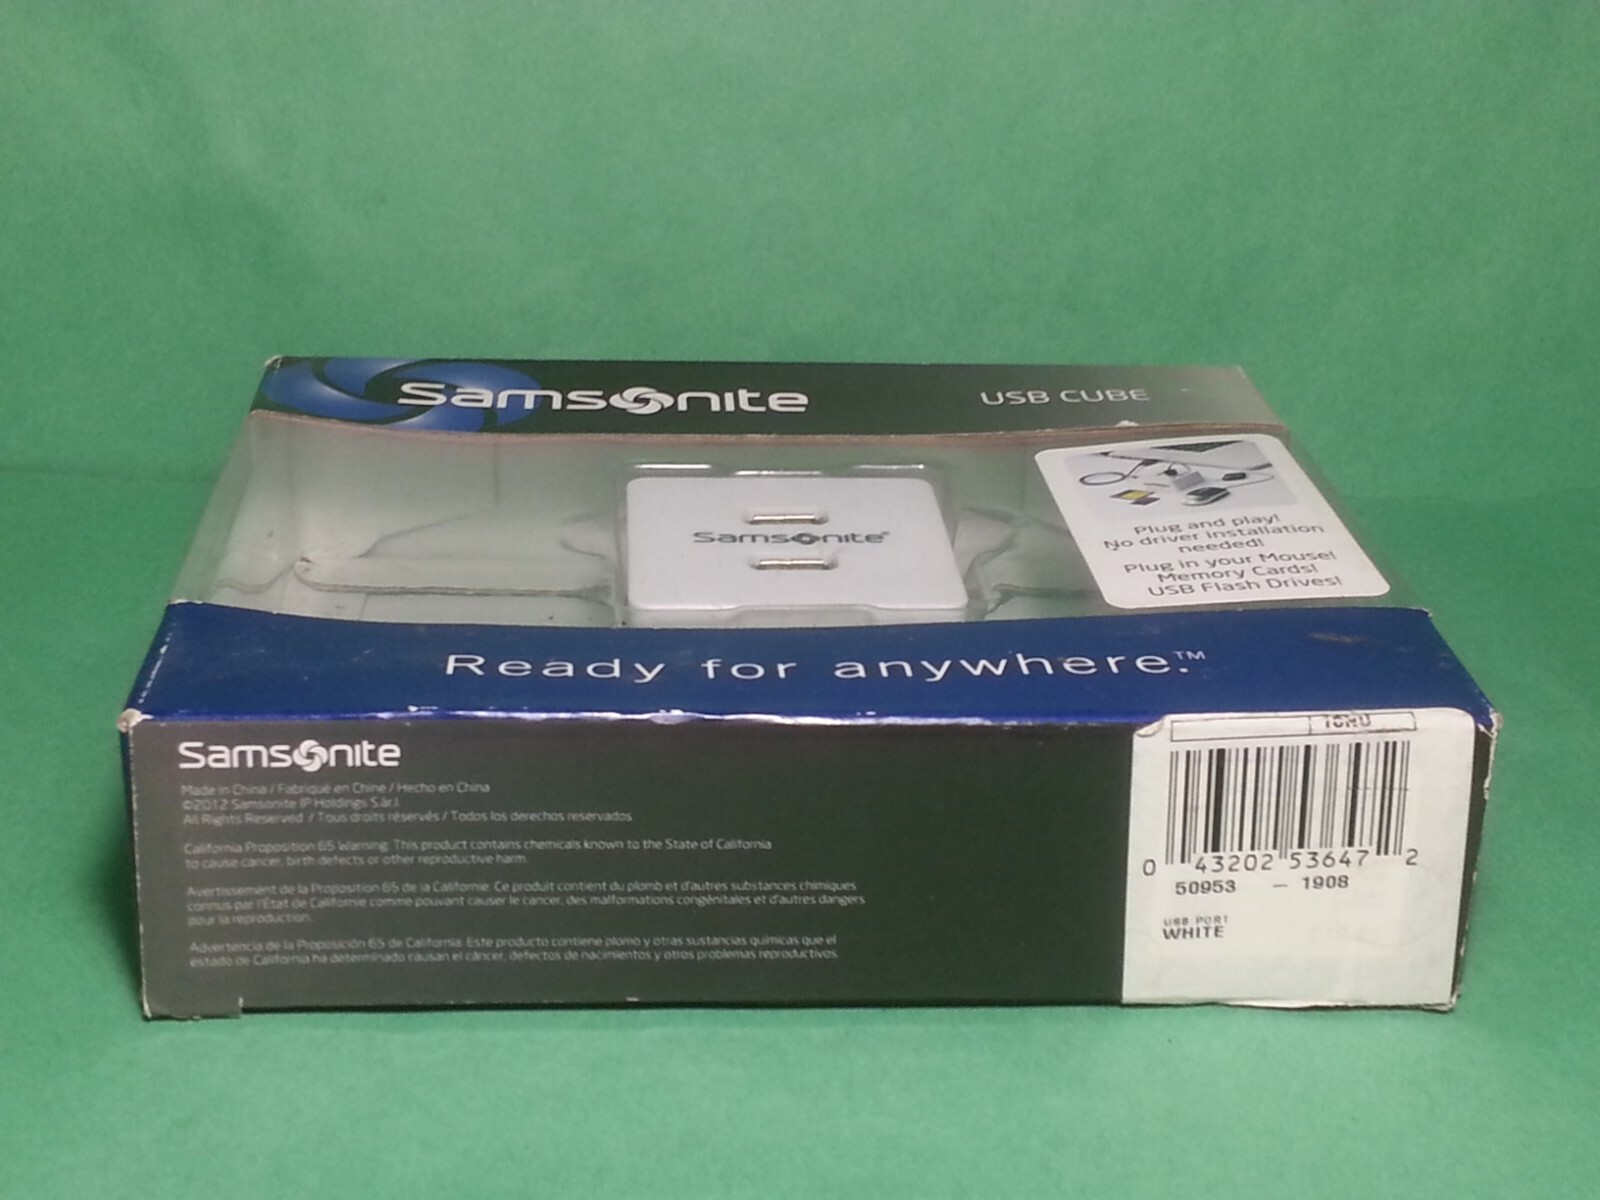 Samsonite
USB CUBE
Samsonite
Plug and play!
No driver installation
needed!
Plug in your Mouse!
Memory Cards!
USB Flash Drives!
Ready for anywhere.™
Samsonite
Made in China / Fabriqué en Chine / Hecho en China
©2012 Samsonite IP Holdings S.àr.l.
All Rights Reserved / Tous droits réservés / Todos los derechos reservados
California Proposition 65 Warning: This product contains chemicals known to the State of California
to cause cancer, birth defects or other reproductive harm.
Avertissement de la Proposition 65 de la Californie: Ce produit contient du plomb et d'autres substances chimiques
connus par l'État de Californie comme pouvant causer le cancer, des malformations congénitales et d'autres dangers
pour la reproduction.
Advertencia de la Proposición 65 de California: Este producto contiene plomo y otras sustancias químicas que el
estado de California ha determinado causan el cáncer, defectos de nacimientos y otros problemas reproductivos.
0 43202 53647 2
50953 - 1908
USB PORT
WHITE